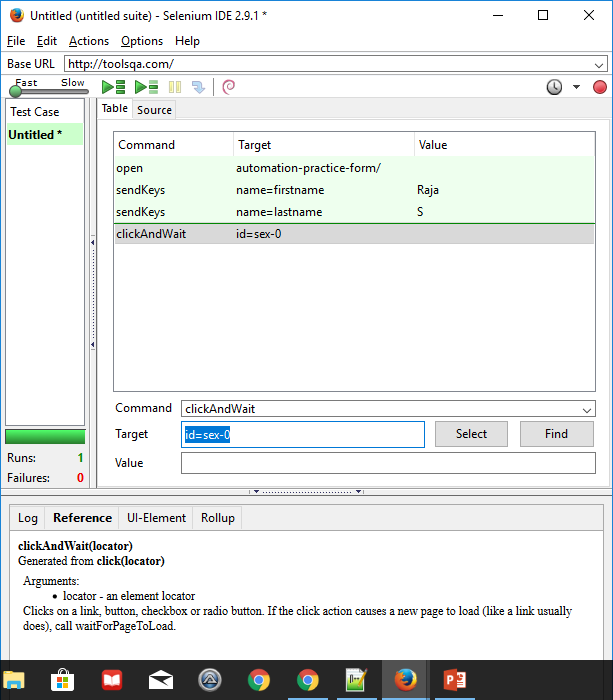 Untitled (untitled suite) - Selenium IDE 2.9.1 *
File Edit Actions Options Help
Base URL http://toolsqa.com/
Fast Slow
Test Case
Untitled *
Table Source
Command Target Value
open automation-practice-form/
sendKeys name=firstname Raja
sendKeys name=lastname S
clickAndWait id=sex-0
Command clickAndWait
Target id=sex-0 Select Find
Value
Runs: 1
Failures: 0
Log Reference UI-Element Rollup
clickAndWait(locator)
Generated from click(locator)
Arguments:
• locator - an element locator
Clicks on a link, button, checkbox or radio button. If the click action causes a new page to load (like a link usually
does), call waitForPageToLoad.